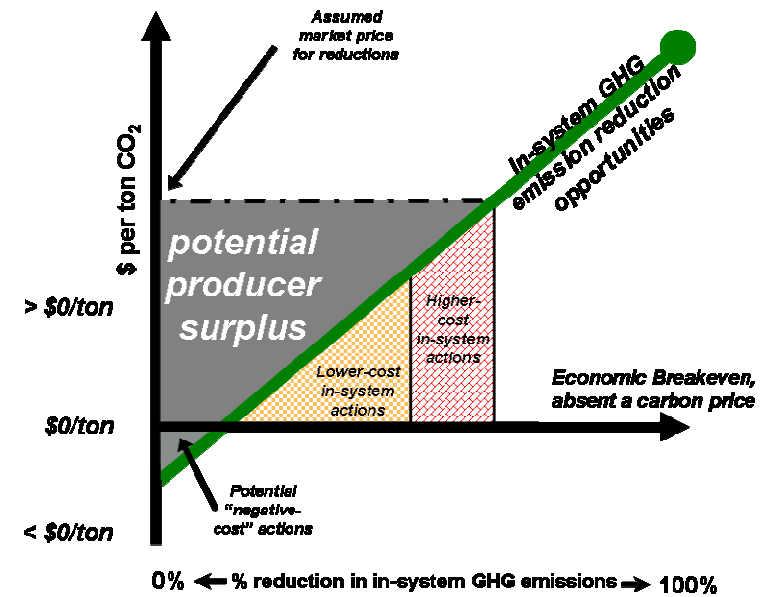 Assumed
market price
for reductions
In-system GHG
emission reduction
opportunities
$ per ton CO2
potential
producer
surplus
> $0/ton
Higher-
cost
in-system
actions
Lower-cost
in-system
actions
Economic Breakeven,
absent a carbon price
$0/ton
Potential
“negative-
cost” actions
< $0/ton
0% % reduction in in-system GHG emissions 100%